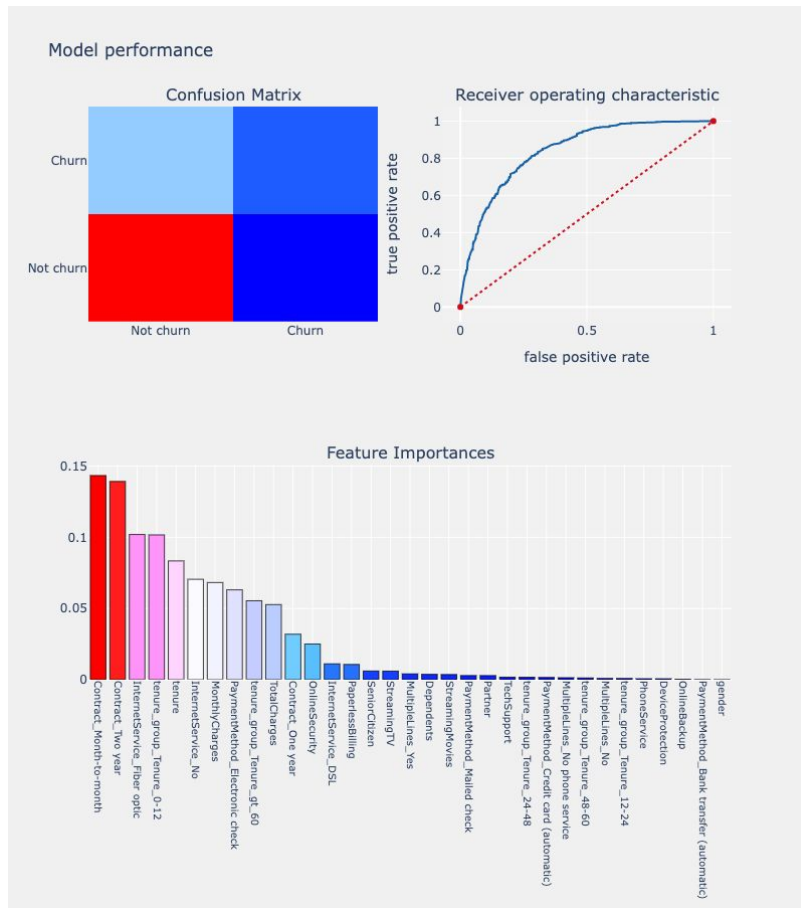 Model performance
Confusion Matrix
Churn
Not churn
Not churn
Churn
Receiver operating characteristic
true positive rate
1
0.8
0.6
0.4
0.2
0
0
0.5
1
false positive rate
Feature Importances
0.15
0.1
0.05
0
Contract_Month-to-month
Contract_Two year
InternetService_Fiber optic
tenure_group_Tenure_0-12
tenure
InternetService_No
MonthlyCharges
PaymentMethod_Electronic check
tenure_group_Tenure_gt_60
TotalCharges
Contract_One year
OnlineSecurity
InternetService_DSL
PaperlessBilling
SeniorCitizen
StreamingTV
MultipleLines_Yes
Dependents
StreamingMovies
PaymentMethod_Mailed check
Partner
TechSupport
tenure_group_Tenure_24-48
PaymentMethod_Credit card (automatic)
MultipleLines_No phone service
tenure_group_Tenure_48-60
MultipleLines_No
tenure_group_Tenure_12-24
PhoneService
DeviceProtection
OnlineBackup
PaymentMethod_Bank transfer (automatic)
gender